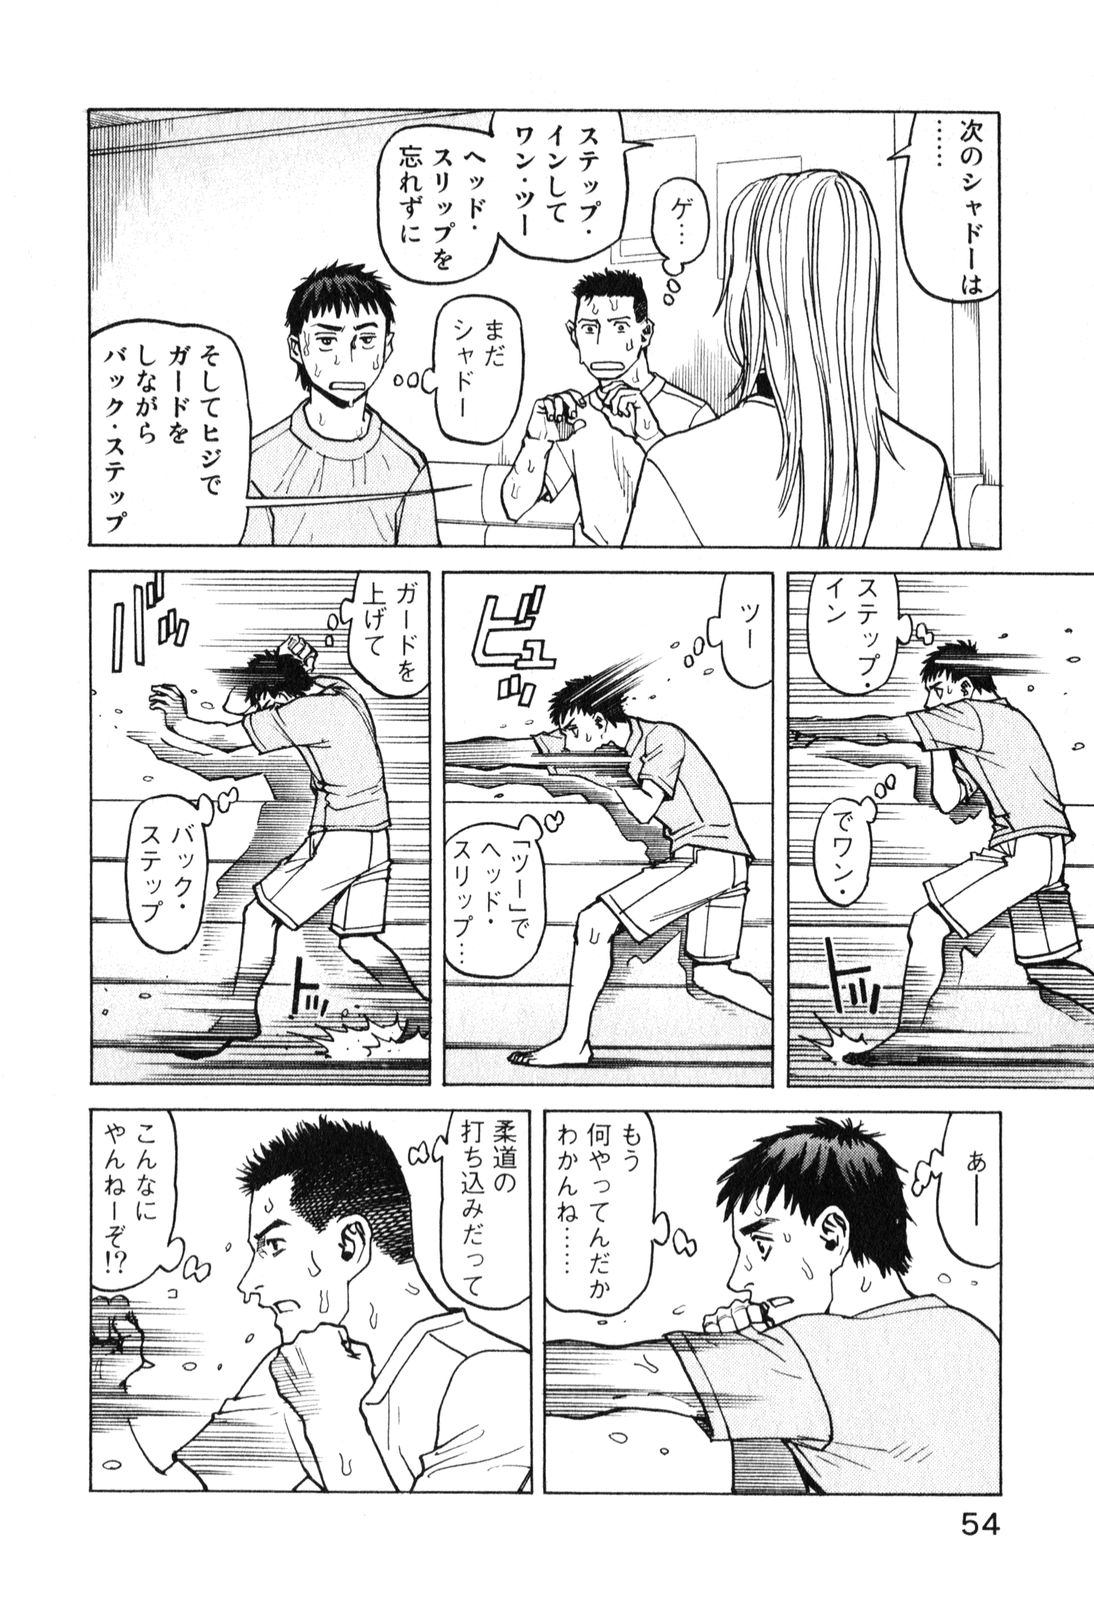 次のシャドーは
……
ゲ…
ステップ・
インして
ワン・ツー
ヘッド・
スリップを
忘れずに
まだ
シャドー
そしてヒジで
ガードを
しながら
バック・ステップ
ステップ・
イン
でワン・
トッ
ツー
ビュッ
「ツー」で
ヘッド・
スリップ…
ガードを
上げて
バッ
バック・
ステップ
トッ
あ──
もう
何やってんだか
わかんね……
柔道の
打ち込みだって
こんなに
やんねーぞ!?
54